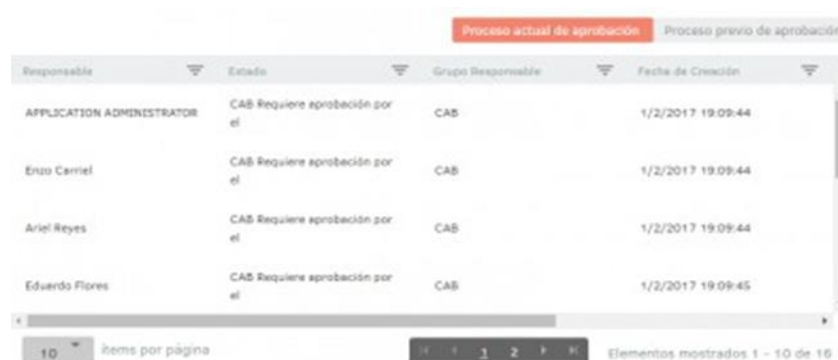 Proceso actual de aprobación Proceso previo de aprobación
Responsable Estado Grupo Responsable Fecha de Creación
APPLICATION ADMINISTRATOR CAB Requiere aprobación por el CAB 1/2/2017 19:09:44
Enzo Carriel CAB Requiere aprobación por el CAB 1/2/2017 19:09:44
Ariel Reyes CAB Requiere aprobación por el CAB 1/2/2017 19:09:44
Eduardo Flores CAB Requiere aprobación por el CAB 1/2/2017 19:09:45
10 ítems por página 1 2 Elementos mostrados 1 - 10 de 16